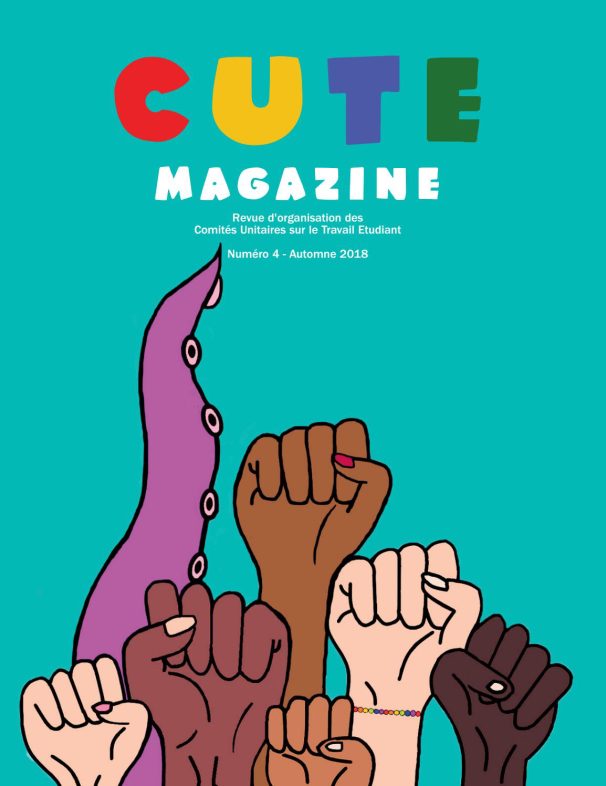 CUTE
MAGAZINE
Revue d'organisation des
Comités Unitaires sur le Travail Etudiant
Numéro 4 - Automne 2018